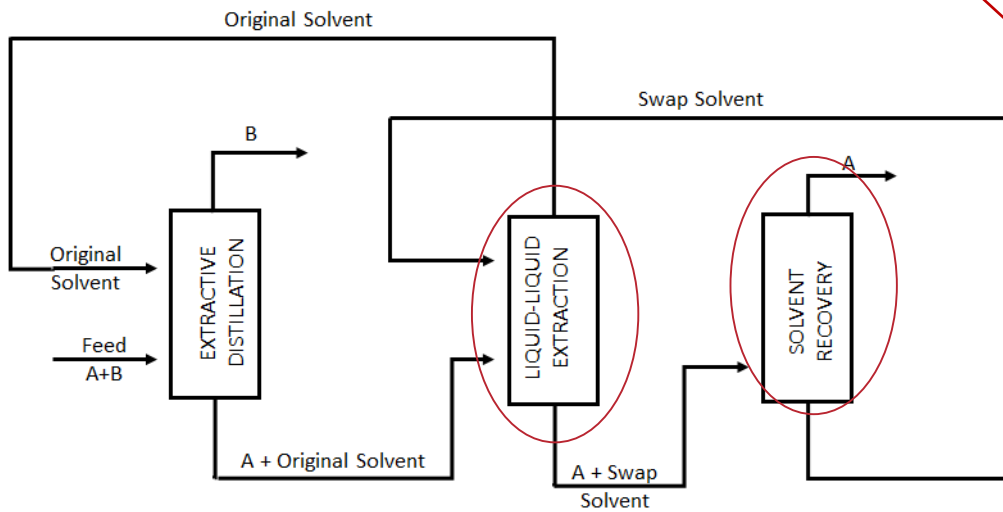 Original Solvent
Swap Solvent
B
A
Original
Solvent
EXTRACTIVE
DISTILLATION
LIQUID-LIQUID
EXTRACTION
SOLVENT
RECOVERY
Feed
A+B
A + Original Solvent
A + Swap
Solvent